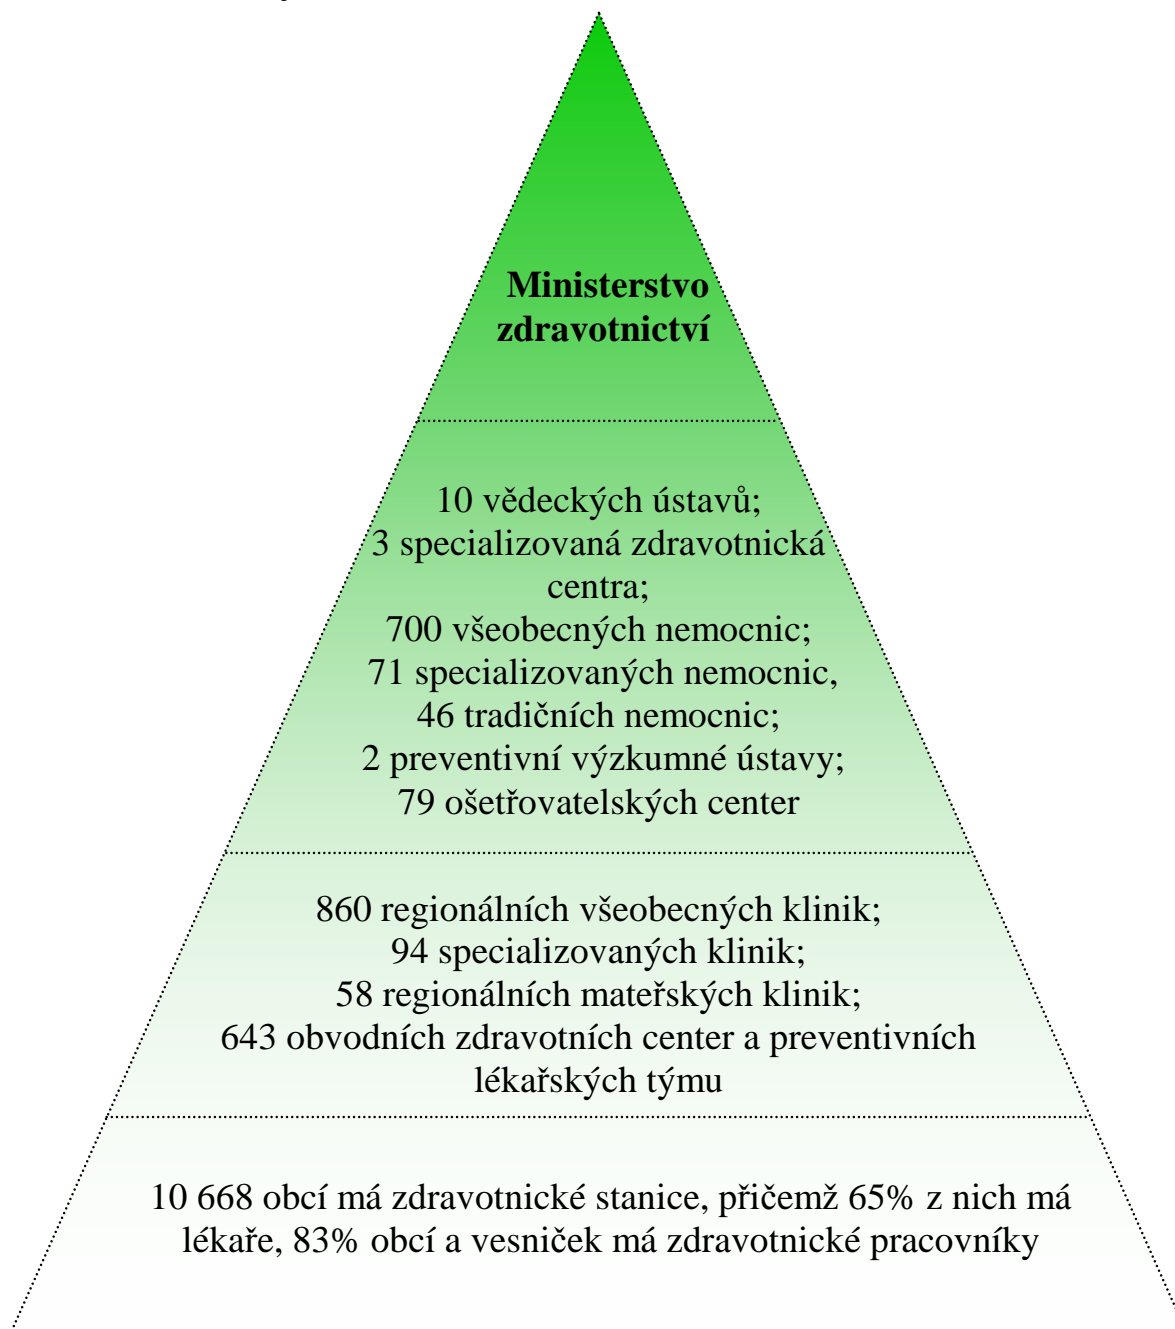 Ministerstvo
zdravotnictví
10 vědeckých ústavů;
3 specializovaná zdravotnická
centra;
700 všeobecných nemocnic;
71 specializovaných nemocnic,
46 tradičních nemocnic;
2 preventivní výzkumné ústavy;
79 ošetřovatelských center
860 regionálních všeobecných klinik;
94 specializovaných klinik;
58 regionálních mateřských klinik;
643 obvodních zdravotních center a preventivních
lékařských týmu
10 668 obcí má zdravotnické stanice, přičemž 65% z nich má
lékaře, 83% obcí a vesniček má zdravotnické pracovníky